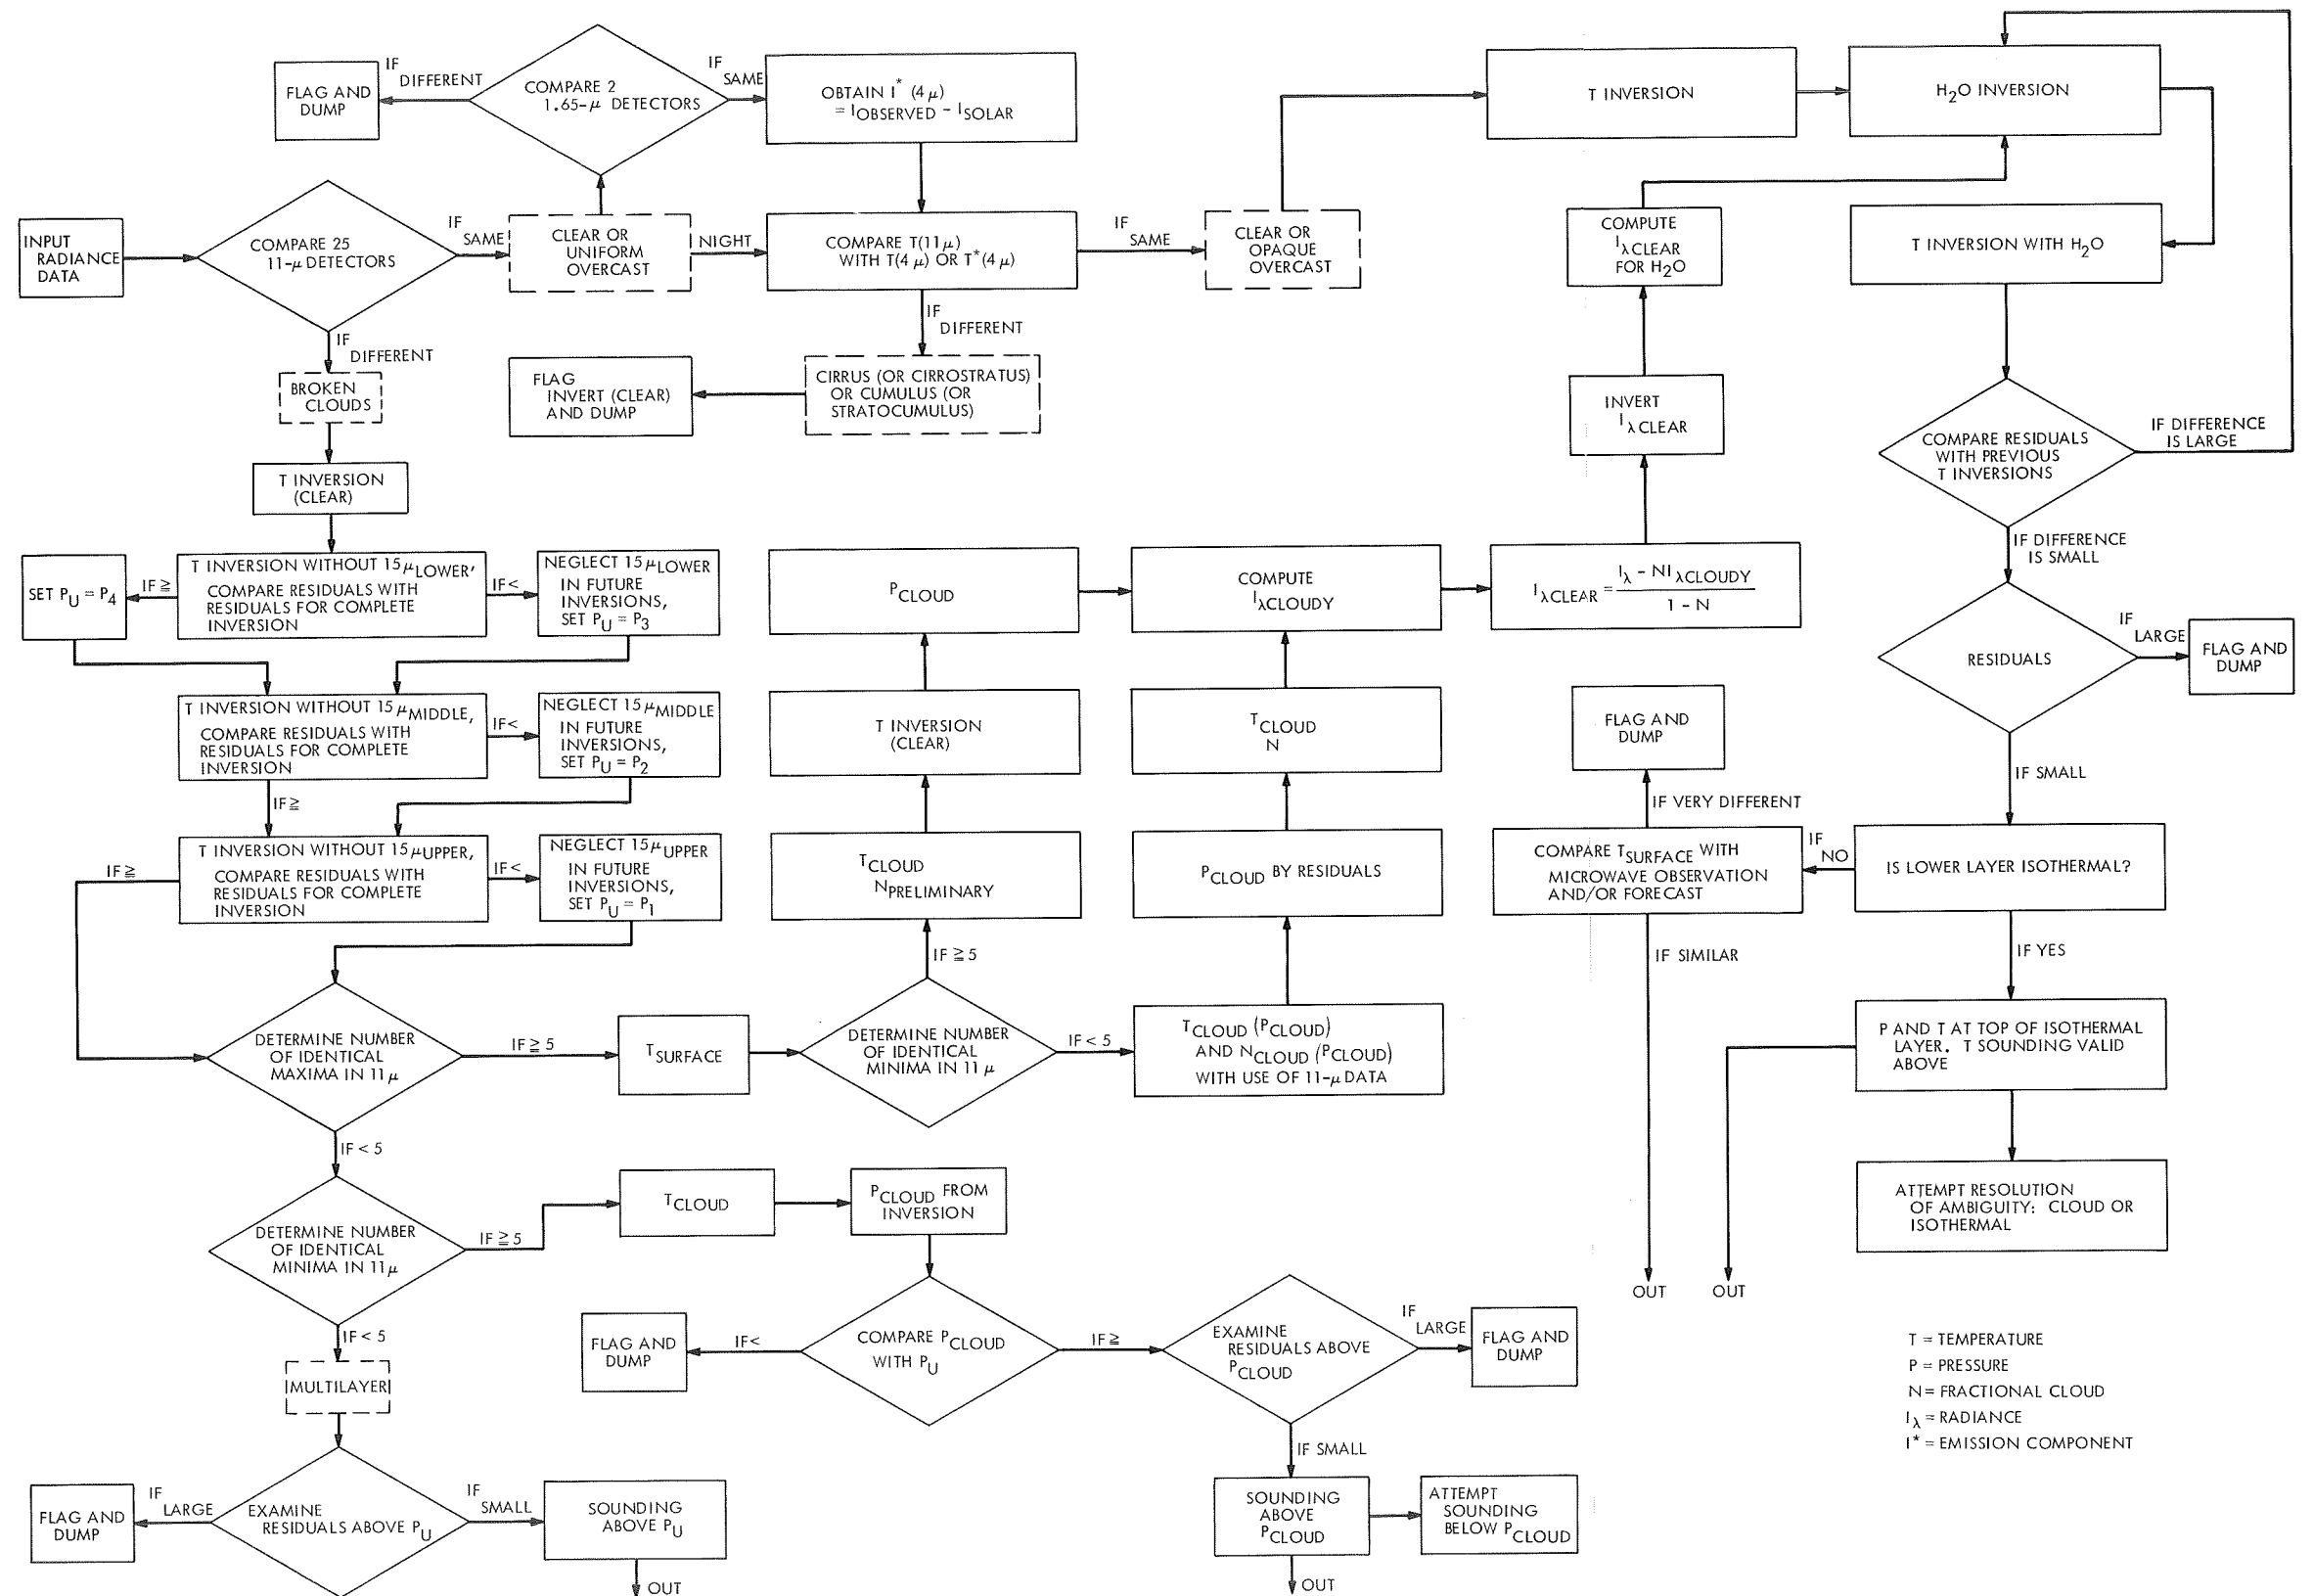 IF
DIFFERENT
FLAG AND
DUMP
COMPARE 2
1.65-μ DETECTORS
IF
SAME
OBTAIN I* (4μ)
= I OBSERVED - I SOLAR
T INVERSION
H2O INVERSION
INPUT
RADIANCE
DATA
COMPARE 25
11-μ DETECTORS
IF
SAME
CLEAR OR
UNIFORM
OVERCAST
NIGHT
COMPARE T(11μ)
WITH T(4μ) OR T*(4μ)
IF
SAME
CLEAR OR
OPAQUE
OVERCAST
COMPUTE
IλCLEAR
FOR H2O
T INVERSION WITH H2O
IF
DIFFERENT
BROKEN
CLOUDS
FLAG
INVERT (CLEAR)
AND DUMP
IF
DIFFERENT
CIRRUS (OR CIRROSTRATUS)
OR CUMULUS (OR
STRATOCUMULUS)
INVERT
IλCLEAR
COMPARE RESIDUALS
WITH PREVIOUS
T INVERSIONS
IF DIFFERENCE
IS LARGE
T INVERSION
(CLEAR)
SET PU = P4
IF ≧
T INVERSION WITHOUT 15μLOWER,
COMPARE RESIDUALS WITH
RESIDUALS FOR COMPLETE
INVERSION
IF<
NEGLECT 15μLOWER
IN FUTURE
INVERSIONS,
SET PU = P3
PCLOUD
COMPUTE
IλCLOUDY
IλCLEAR = Iλ - NIλCLOUDY
1 - N
IF DIFFERENCE
IS SMALL
RESIDUALS
IF
LARGE
FLAG AND
DUMP
T INVERSION WITHOUT 15μMIDDLE,
COMPARE RESIDUALS WITH
RESIDUALS FOR COMPLETE
INVERSION
IF<
NEGLECT 15μMIDDLE
IN FUTURE
INVERSIONS,
SET PU = P2
T INVERSION
(CLEAR)
TCLOUD
N
FLAG AND
DUMP
IF SMALL
IF≧
IF VERY DIFFERENT
IF≧
T INVERSION WITHOUT 15μUPPER,
COMPARE RESIDUALS WITH
RESIDUALS FOR COMPLETE
INVERSION
IF<
NEGLECT 15μUPPER
IN FUTURE
INVERSIONS,
SET PU = P1
TCLOUD
NPRELIMINARY
PCLOUD BY RESIDUALS
COMPARE TSURFACE WITH
MICROWAVE OBSERVATION
AND/OR FORECAST
IF
NO
IS LOWER LAYER ISOTHERMAL?
IF ≧ 5
IF SIMILAR
IF YES
DETERMINE NUMBER
OF IDENTICAL
MAXIMA IN 11μ
IF≧ 5
TSURFACE
DETERMINE NUMBER
OF IDENTICAL
MINIMA IN 11 μ
IF < 5
TCLOUD (PCLOUD)
AND NCLOUD (PCLOUD)
WITH USE OF 11-μ DATA
P AND T AT TOP OF ISOTHERMAL
LAYER. T SOUNDING VALID
ABOVE
IF < 5
DETERMINE NUMBER
OF IDENTICAL
MINIMA IN 11μ
IF ≧ 5
TCLOUD
PCLOUD FROM
INVERSION
ATTEMPT RESOLUTION
OF AMBIGUITY: CLOUD OR
ISOTHERMAL
OUT
OUT
IF < 5
MULTILAYER
FLAG AND
DUMP
IF<
COMPARE PCLOUD
WITH PU
IF≧
EXAMINE
RESIDUALS ABOVE
PCLOUD
IF
LARGE
FLAG AND
DUMP
T = TEMPERATURE
P = PRESSURE
N = FRACTIONAL CLOUD
Iλ = RADIANCE
I* = EMISSION COMPONENT
IF SMALL
FLAG AND
DUMP
IF
LARGE
EXAMINE
RESIDUALS ABOVE PU
IF
SMALL
SOUNDING
ABOVE PU
OUT
SOUNDING
ABOVE
PCLOUD
ATTEMPT
SOUNDING
BELOW PCLOUD
OUT